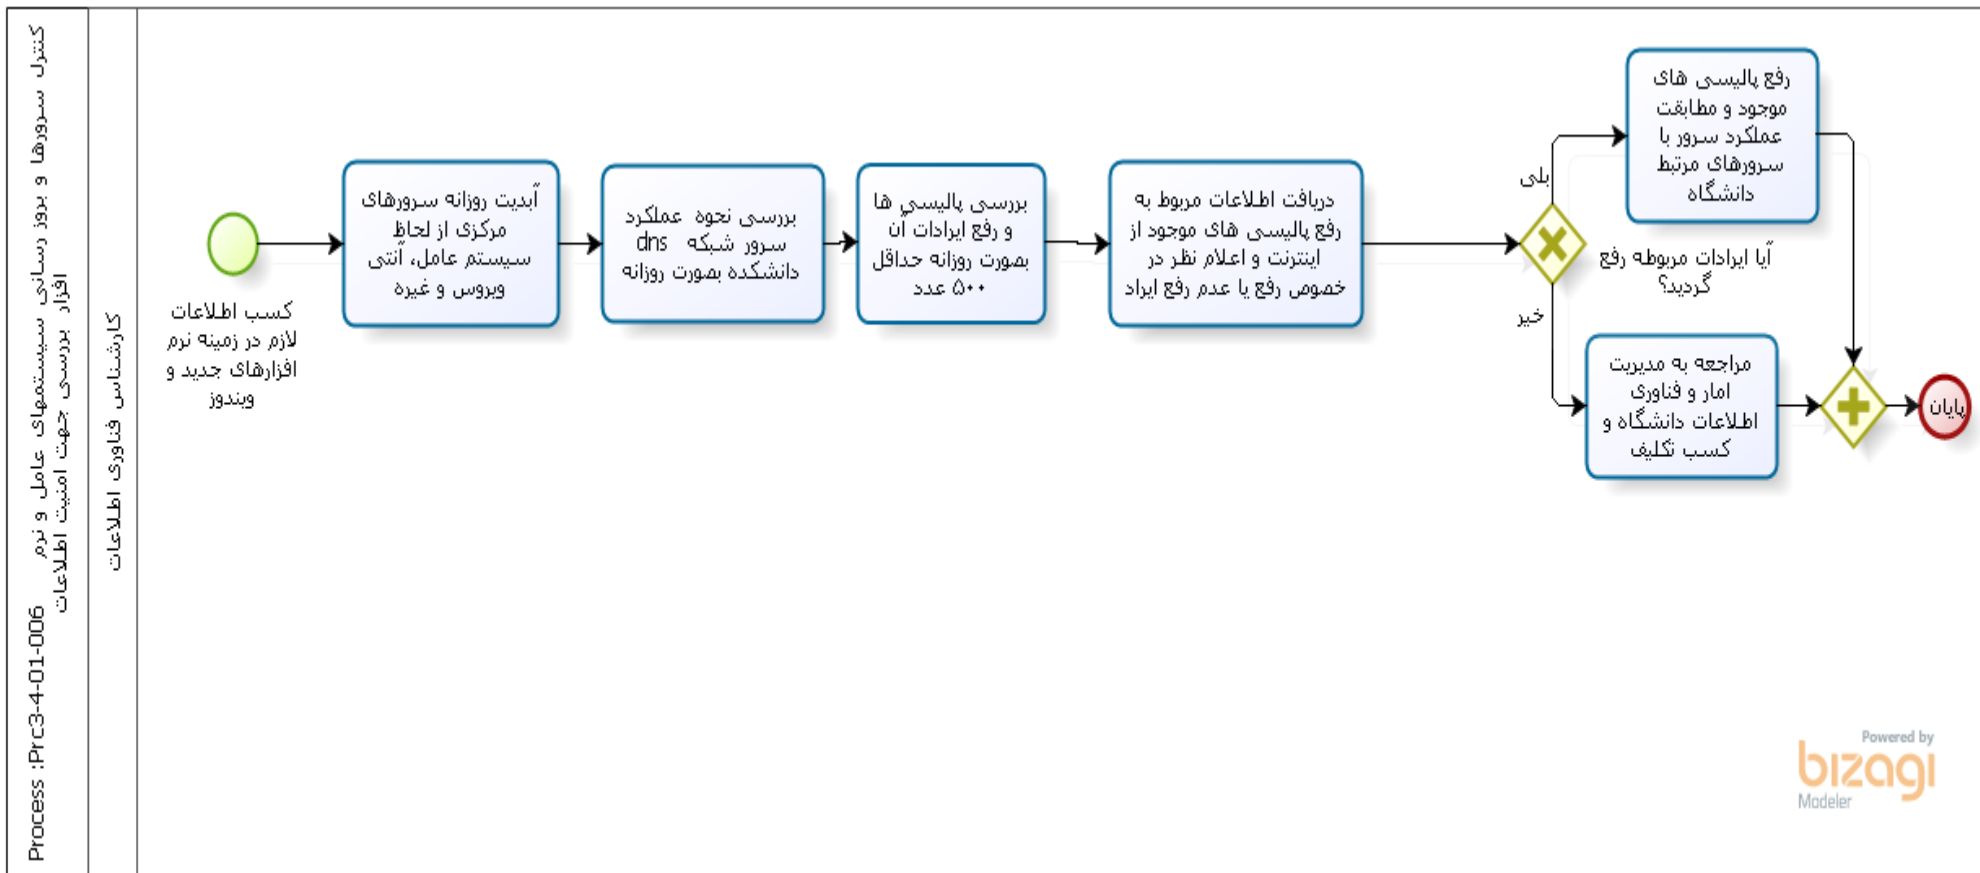 Process :Prc3-4-01-006 کنترل سرورها و بروز رسانی سیستمهای عامل و نرم
افزار بررسی جهت امنیت اطلاعات
کارشناس فناوری اطلاعات
کسب اطلاعات
لازم در زمینه نرم
افزارهای جدید و
ویندوز
آبدیت روزانه سرورهای
مرکزی از لحاظ
سیستم عامل، آنتی
ویروس و غیره
بررسی نحوه عملکرد
سرور شبکه dns
دانشکده بصورت روزانه
بررسی پالیسی ها
و رفع ایرادات آن
بصورت روزانه حداقل
۵۰۰ عدد
دریافت اطلاعات مربوط به
رفع پالیسی های موجود از
اینترنت و اعلام نظر در
خصوص رفع یا عدم رفع ایراد
بلی
خیر
آیا ایرادات مربوطه رفع
گردید؟
رفع پالیسی های
موجود و مطابقت
عملکرد سرور با
سرورهای مرتبط
دانشگاه
مراجعه به مدیریت
امار و فناوری
اطلاعات دانشگاه و
کسب تکلیف
پایان
Powered by
bizagi
Modeler